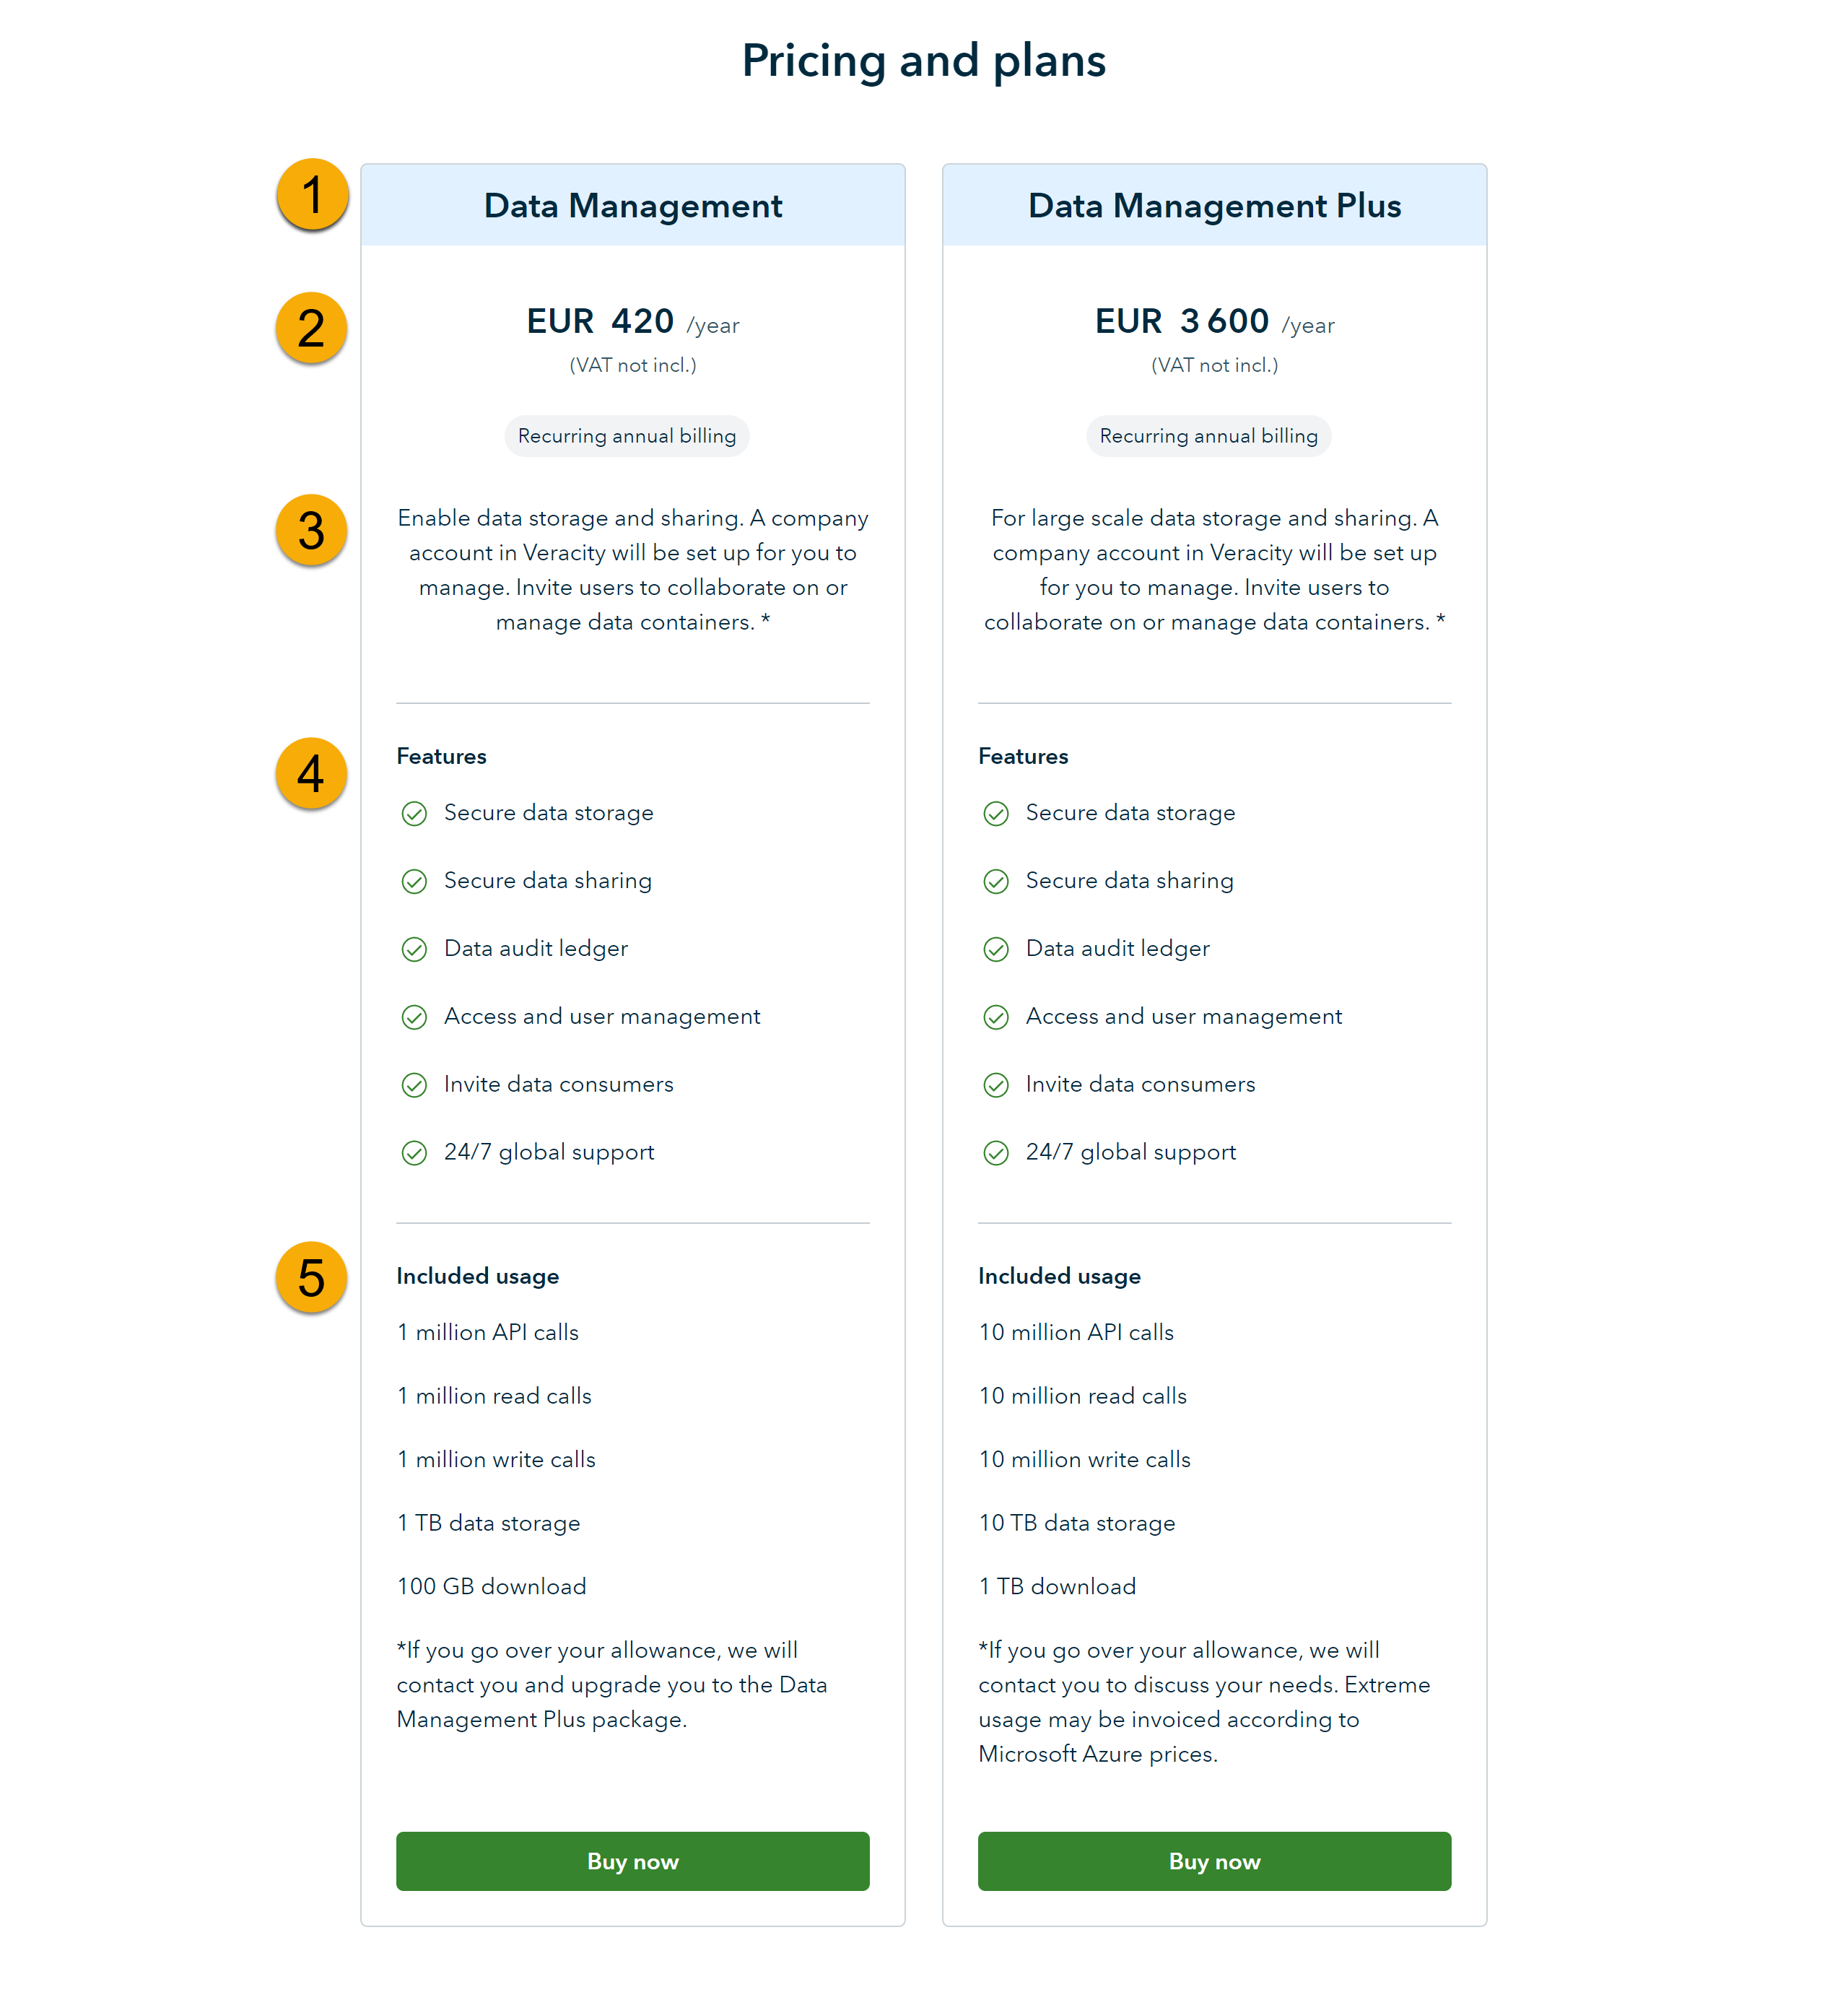 Pricing and plans
1
Data Management
2
EUR 420 /year
(VAT not incl.)
Recurring annual billing
3
Enable data storage and sharing. A company
account in Veracity will be set up for you to
manage. Invite users to collaborate on or
manage data containers. *
4
Features
Secure data storage
Secure data sharing
Data audit ledger
Access and user management
Invite data consumers
24/7 global support
5
Included usage
1 million API calls
1 million read calls
1 million write calls
1 TB data storage
100 GB download
*If you go over your allowance, we will
contact you and upgrade you to the Data
Management Plus package.
Buy now
Data Management Plus
EUR 3 600 /year
(VAT not incl.)
Recurring annual billing
For large scale data storage and sharing. A
company account in Veracity will be set up
for you to manage. Invite users to
collaborate on or manage data containers. *
Features
Secure data storage
Secure data sharing
Data audit ledger
Access and user management
Invite data consumers
24/7 global support
Included usage
10 million API calls
10 million read calls
10 million write calls
10 TB data storage
1 TB download
*If you go over your allowance, we will
contact you to discuss your needs. Extreme
usage may be invoiced according to
Microsoft Azure prices.
Buy now